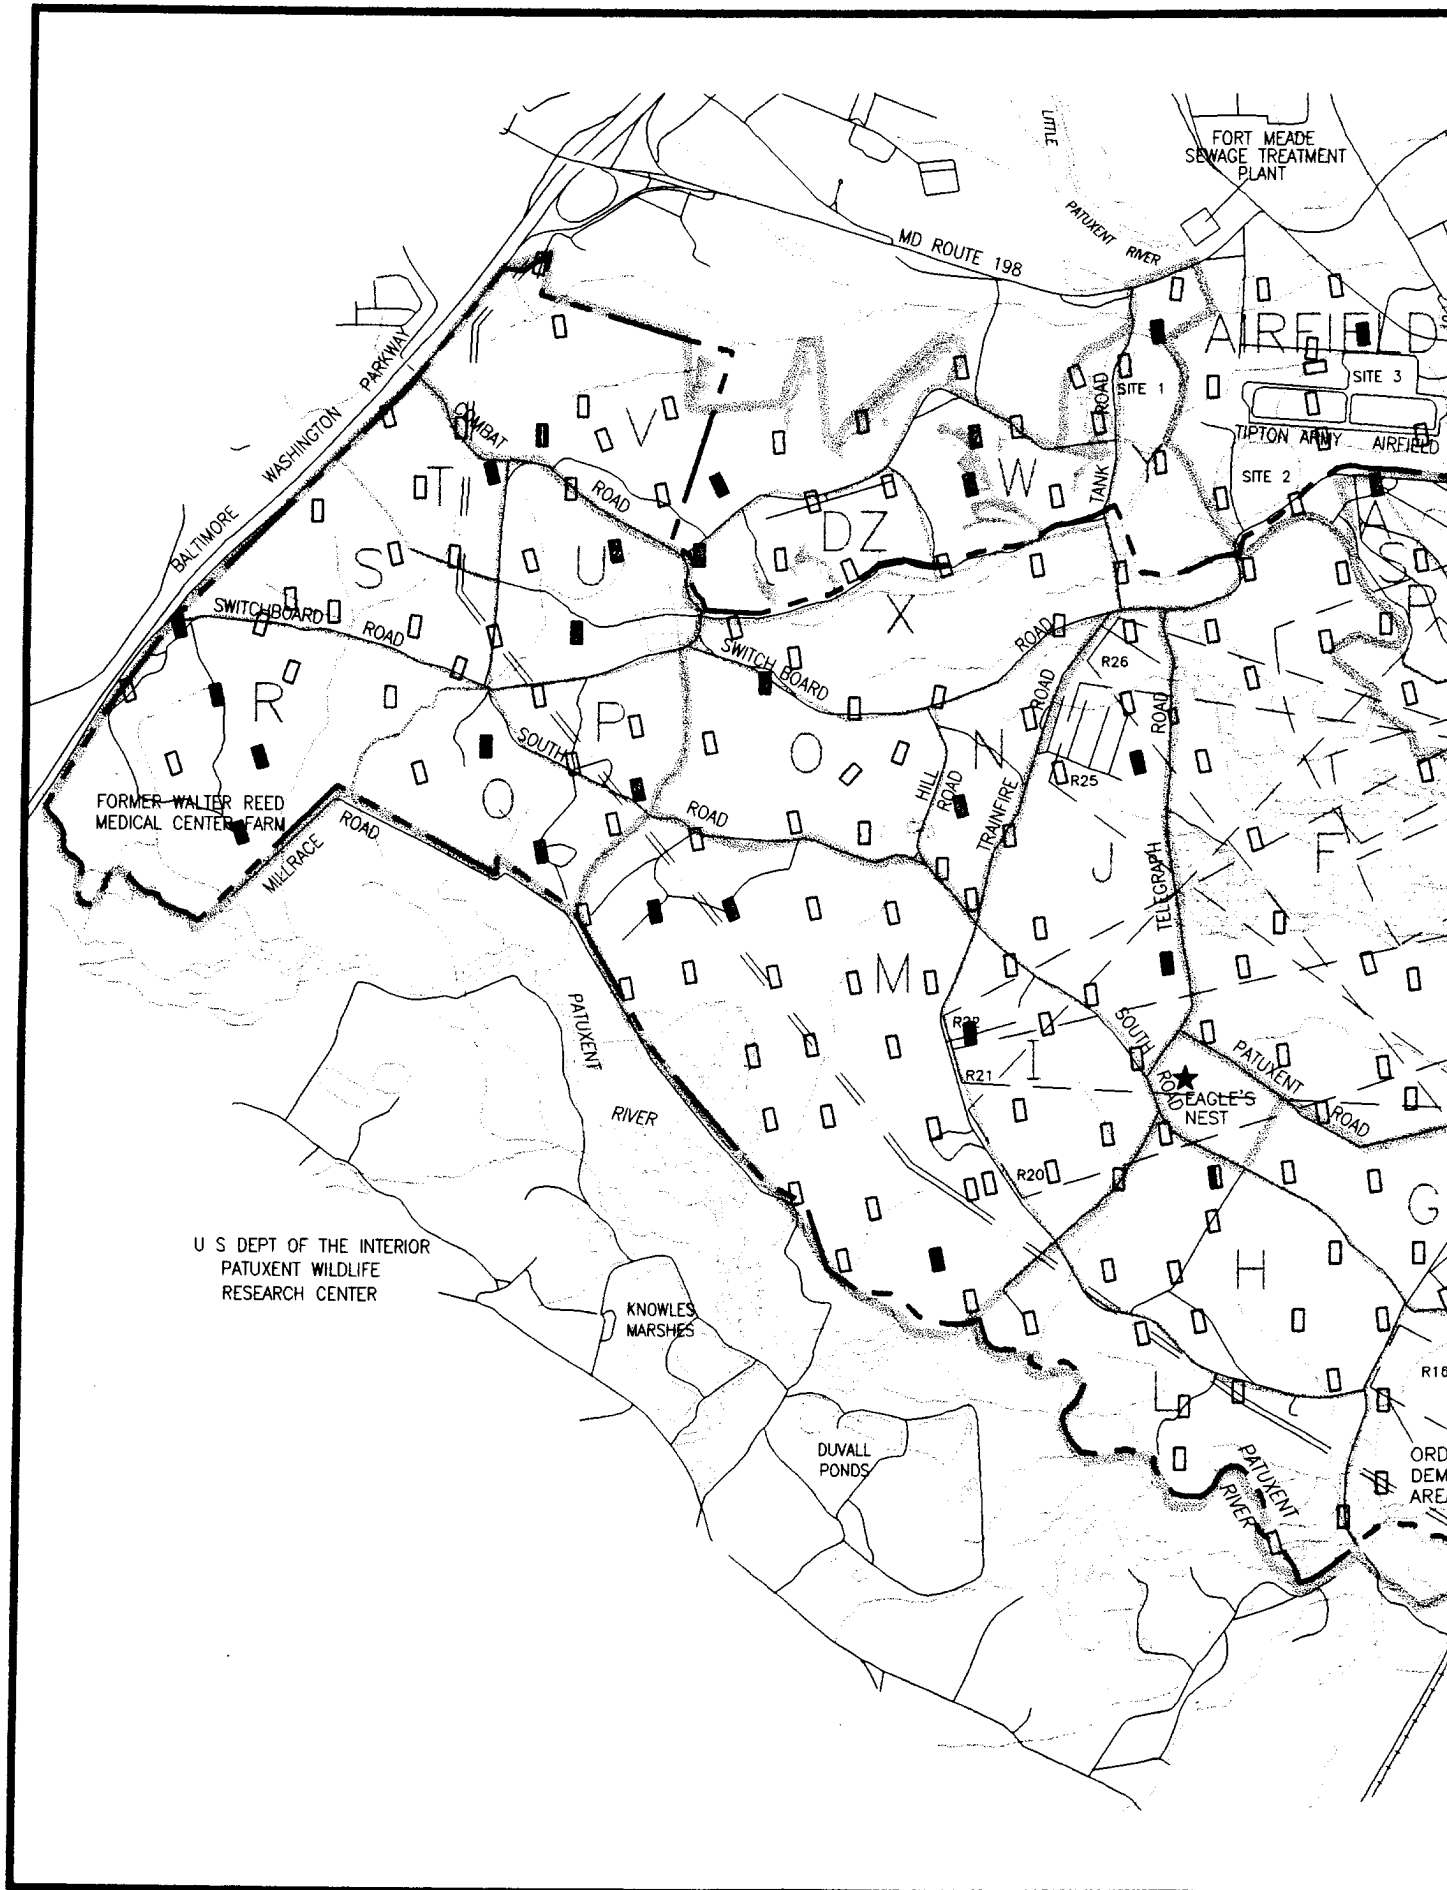 LITTLE
PATUXENT RIVER
FORT MEADE
SEWAGE TREATMENT
PLANT
MD ROUTE 198
AIRFIELD
SITE 3
SITE 1
TANK ROAD
TIPTON ARMY AIRFIELD
SITE 2
BALTIMORE WASHINGTON PARKWAY
COMBAT ROAD
V
T
W
Y
DZ
U
S
A
S
P
X
SWITCHBOARD ROAD
SWITCH BOARD ROAD
R26
R
P
O
N
TRAINFIRE ROAD
TELEGRAPH ROAD
R25
SOUTH ROAD
Q
HILL ROAD
FORMER WALTER REED
MEDICAL CENTER FARM
MILLRACE ROAD
J
F
M
PATUXENT
RIVER
R21
I
SOUTH ROAD
PATUXENT ROAD
EAGLE'S
NEST
R20
G
H
U S DEPT OF THE INTERIOR
PATUXENT WILDLIFE
RESEARCH CENTER
KNOWLES
MARSHES
L
DUVALL
PONDS
PATUXENT
RIVER
ORD
DEM
AREA